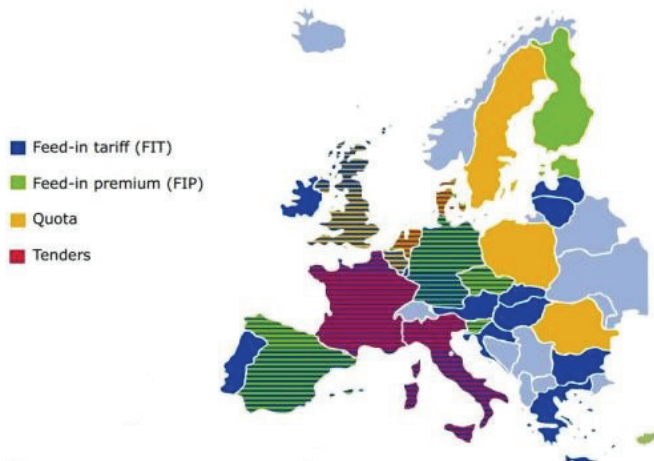 Feed-in tariff (FIT)
Feed-in premium (FIP)
Quota
Tenders